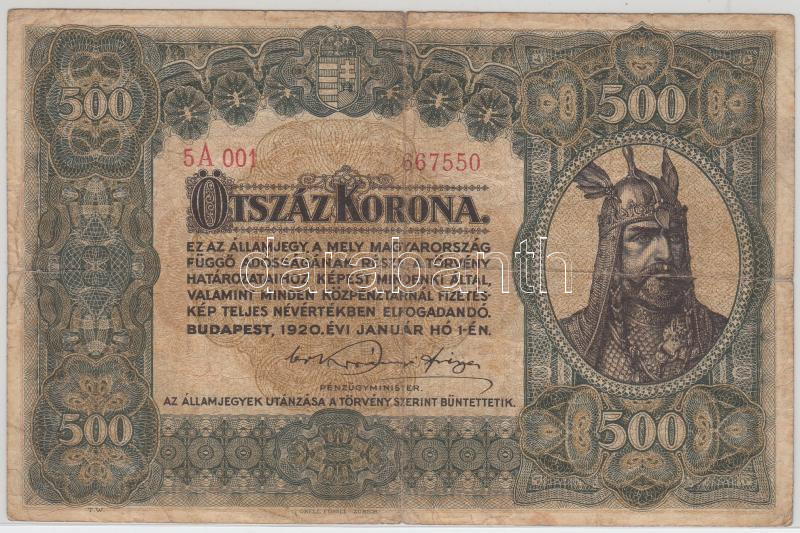 500
500
5A 001 667550
ÖTSZÁZ KORONA.
EZ AZ ÁLLAMJEGY, A MELY MAGYARORSZÁG
FÜGGŐ ADÓSSÁGÁNAK RÉSZE, A TÖRVÉNY
HATÁROZATAIHOZ KÉPEST MINDENKI ÁLTAL,
VALAMINT MINDEN KÖZPÉNZTÁRNÁL FIZETÉS-
KÉP TELJES NÉVÉRTÉKBEN ELFOGADANDÓ.
BUDAPEST, 1920. ÉVI JANUÁR HÓ 1-ÉN.
PÉNZÜGYMINISTER.
AZ ÁLLAMJEGYEK UTÁNZÁSA A TÖRVÉNY SZERINT BÜNTETTETIK.
500
500
T.W.
ORELL FÜSSLI - ZÜRICH
darabanth